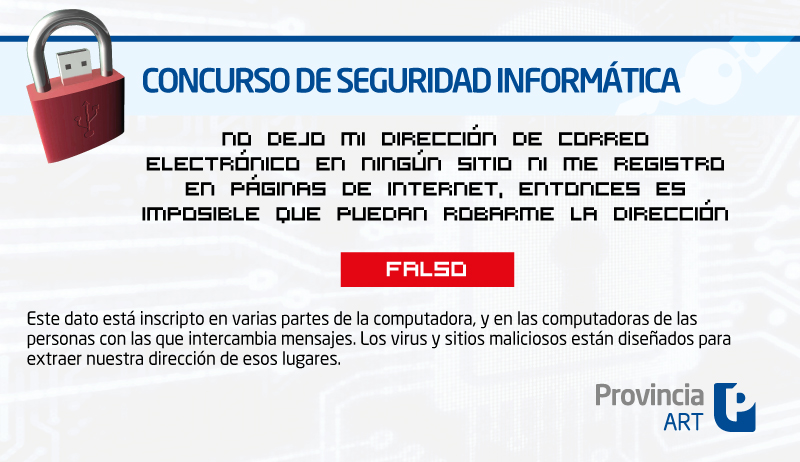 CONCURSO DE SEGURIDAD INFORMÁTICA
NO DEJO MI DIRECCIÓN DE CORREO
ELECTRÓNICO EN NINGÚN SITIO NI ME REGISTRO
EN PÁGINAS DE INTERNET, ENTONCES ES
IMPOSIBLE QUE PUEDAN ROBARME LA DIRECCIÓN
FALSO
Este dato está inscripto en varias partes de la computadora, y en las computadoras de las
personas con las que intercambia mensajes. Los virus y sitios maliciosos están diseñados para
extraer nuestra dirección de esos lugares.
Provincia
ART